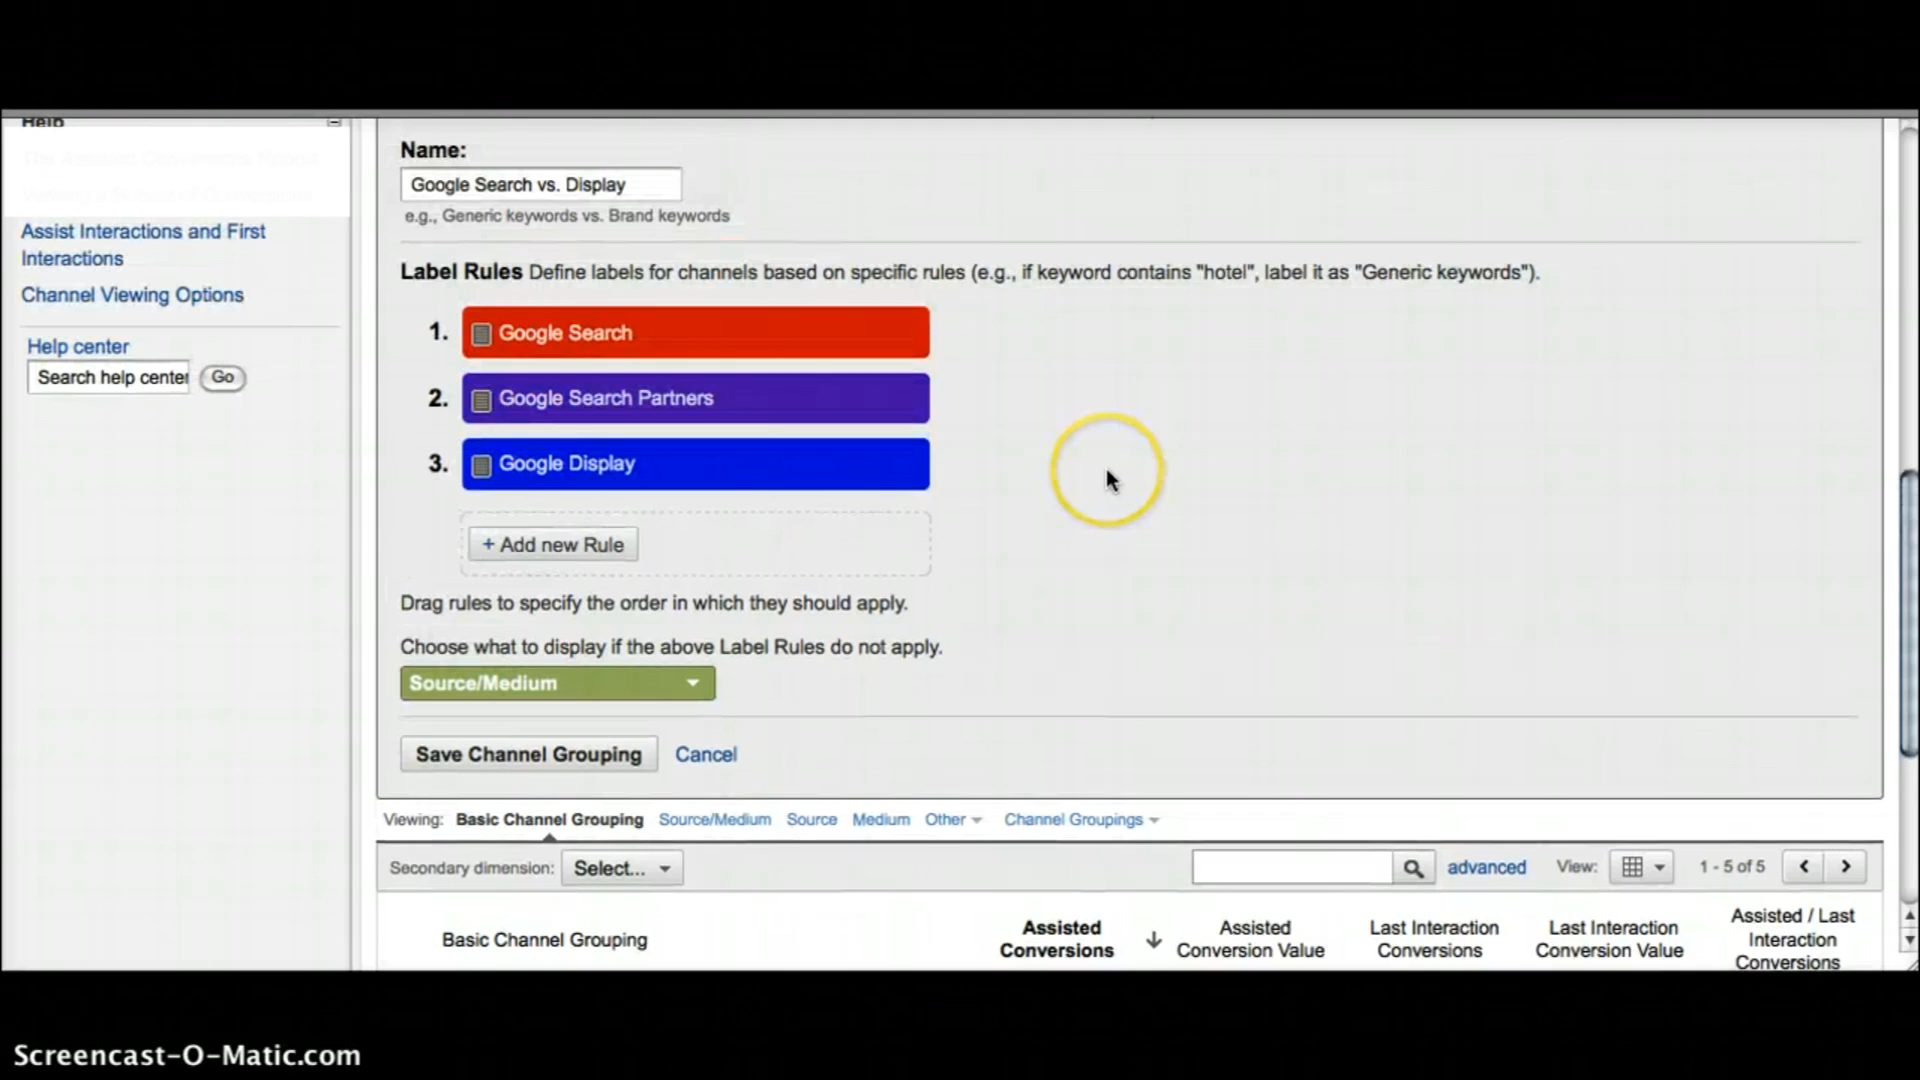 Help
Assist Interactions and First
Interactions
Channel Viewing Options
Help center
Search help center
Go
Name:
Google Search vs. Display
e.g., Generic keywords vs. Brand keywords
Label Rules Define labels for channels based on specific rules (e.g., if keyword contains "hotel", label it as "Generic keywords").
1. Google Search
2. Google Search Partners
3. Google Display
+ Add new Rule
Drag rules to specify the order in which they should apply.
Choose what to display if the above Label Rules do not apply.
Source/Medium
Save Channel Grouping Cancel
Viewing: Basic Channel Grouping Source/Medium Source Medium Other Channel Groupings
Secondary dimension: Select... advanced View: 1 - 5 of 5
Basic Channel Grouping
Assisted
Conversions
Assisted
Conversion Value
Last Interaction
Conversions
Last Interaction
Conversion Value
Assisted / Last
Interaction
Conversions
Screencast-O-Matic.com